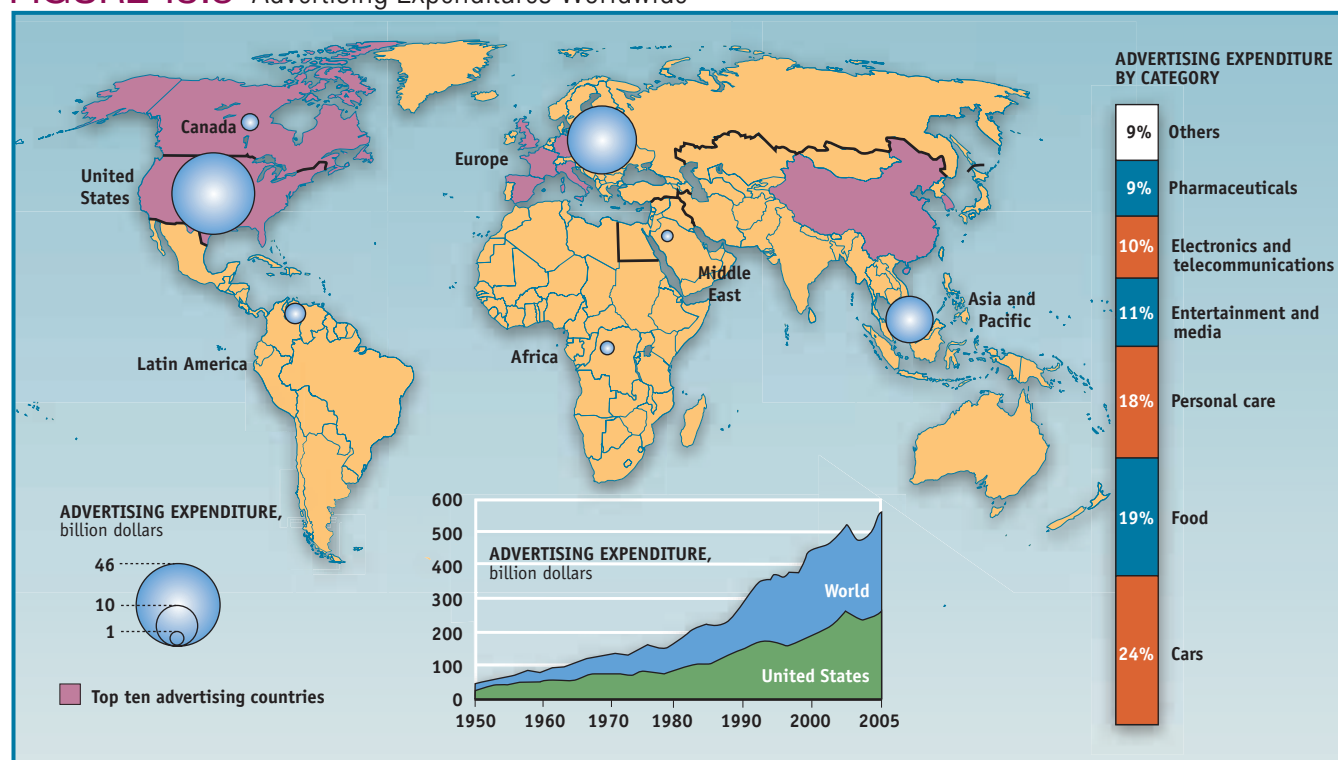 Advertising Expenditures Worldwide
Canada
United
States
Europe
Middle
East
Asia and
Pacific
Latin America
Africa
ADVERTISING EXPENDITURE,
billion dollars
46
10
1
Top ten advertising countries
600
500
400
300
200
100
0
ADVERTISING EXPENDITURE,
billion dollars
World
United States
1950
1960
1970
1980
1990
2000
2005
ADVERTISING EXPENDITURE
BY CATEGORY
9% Others
9% Pharmaceuticals
10% Electronics and
telecommunications
11% Entertainment and
media
18% Personal care
19% Food
24% Cars